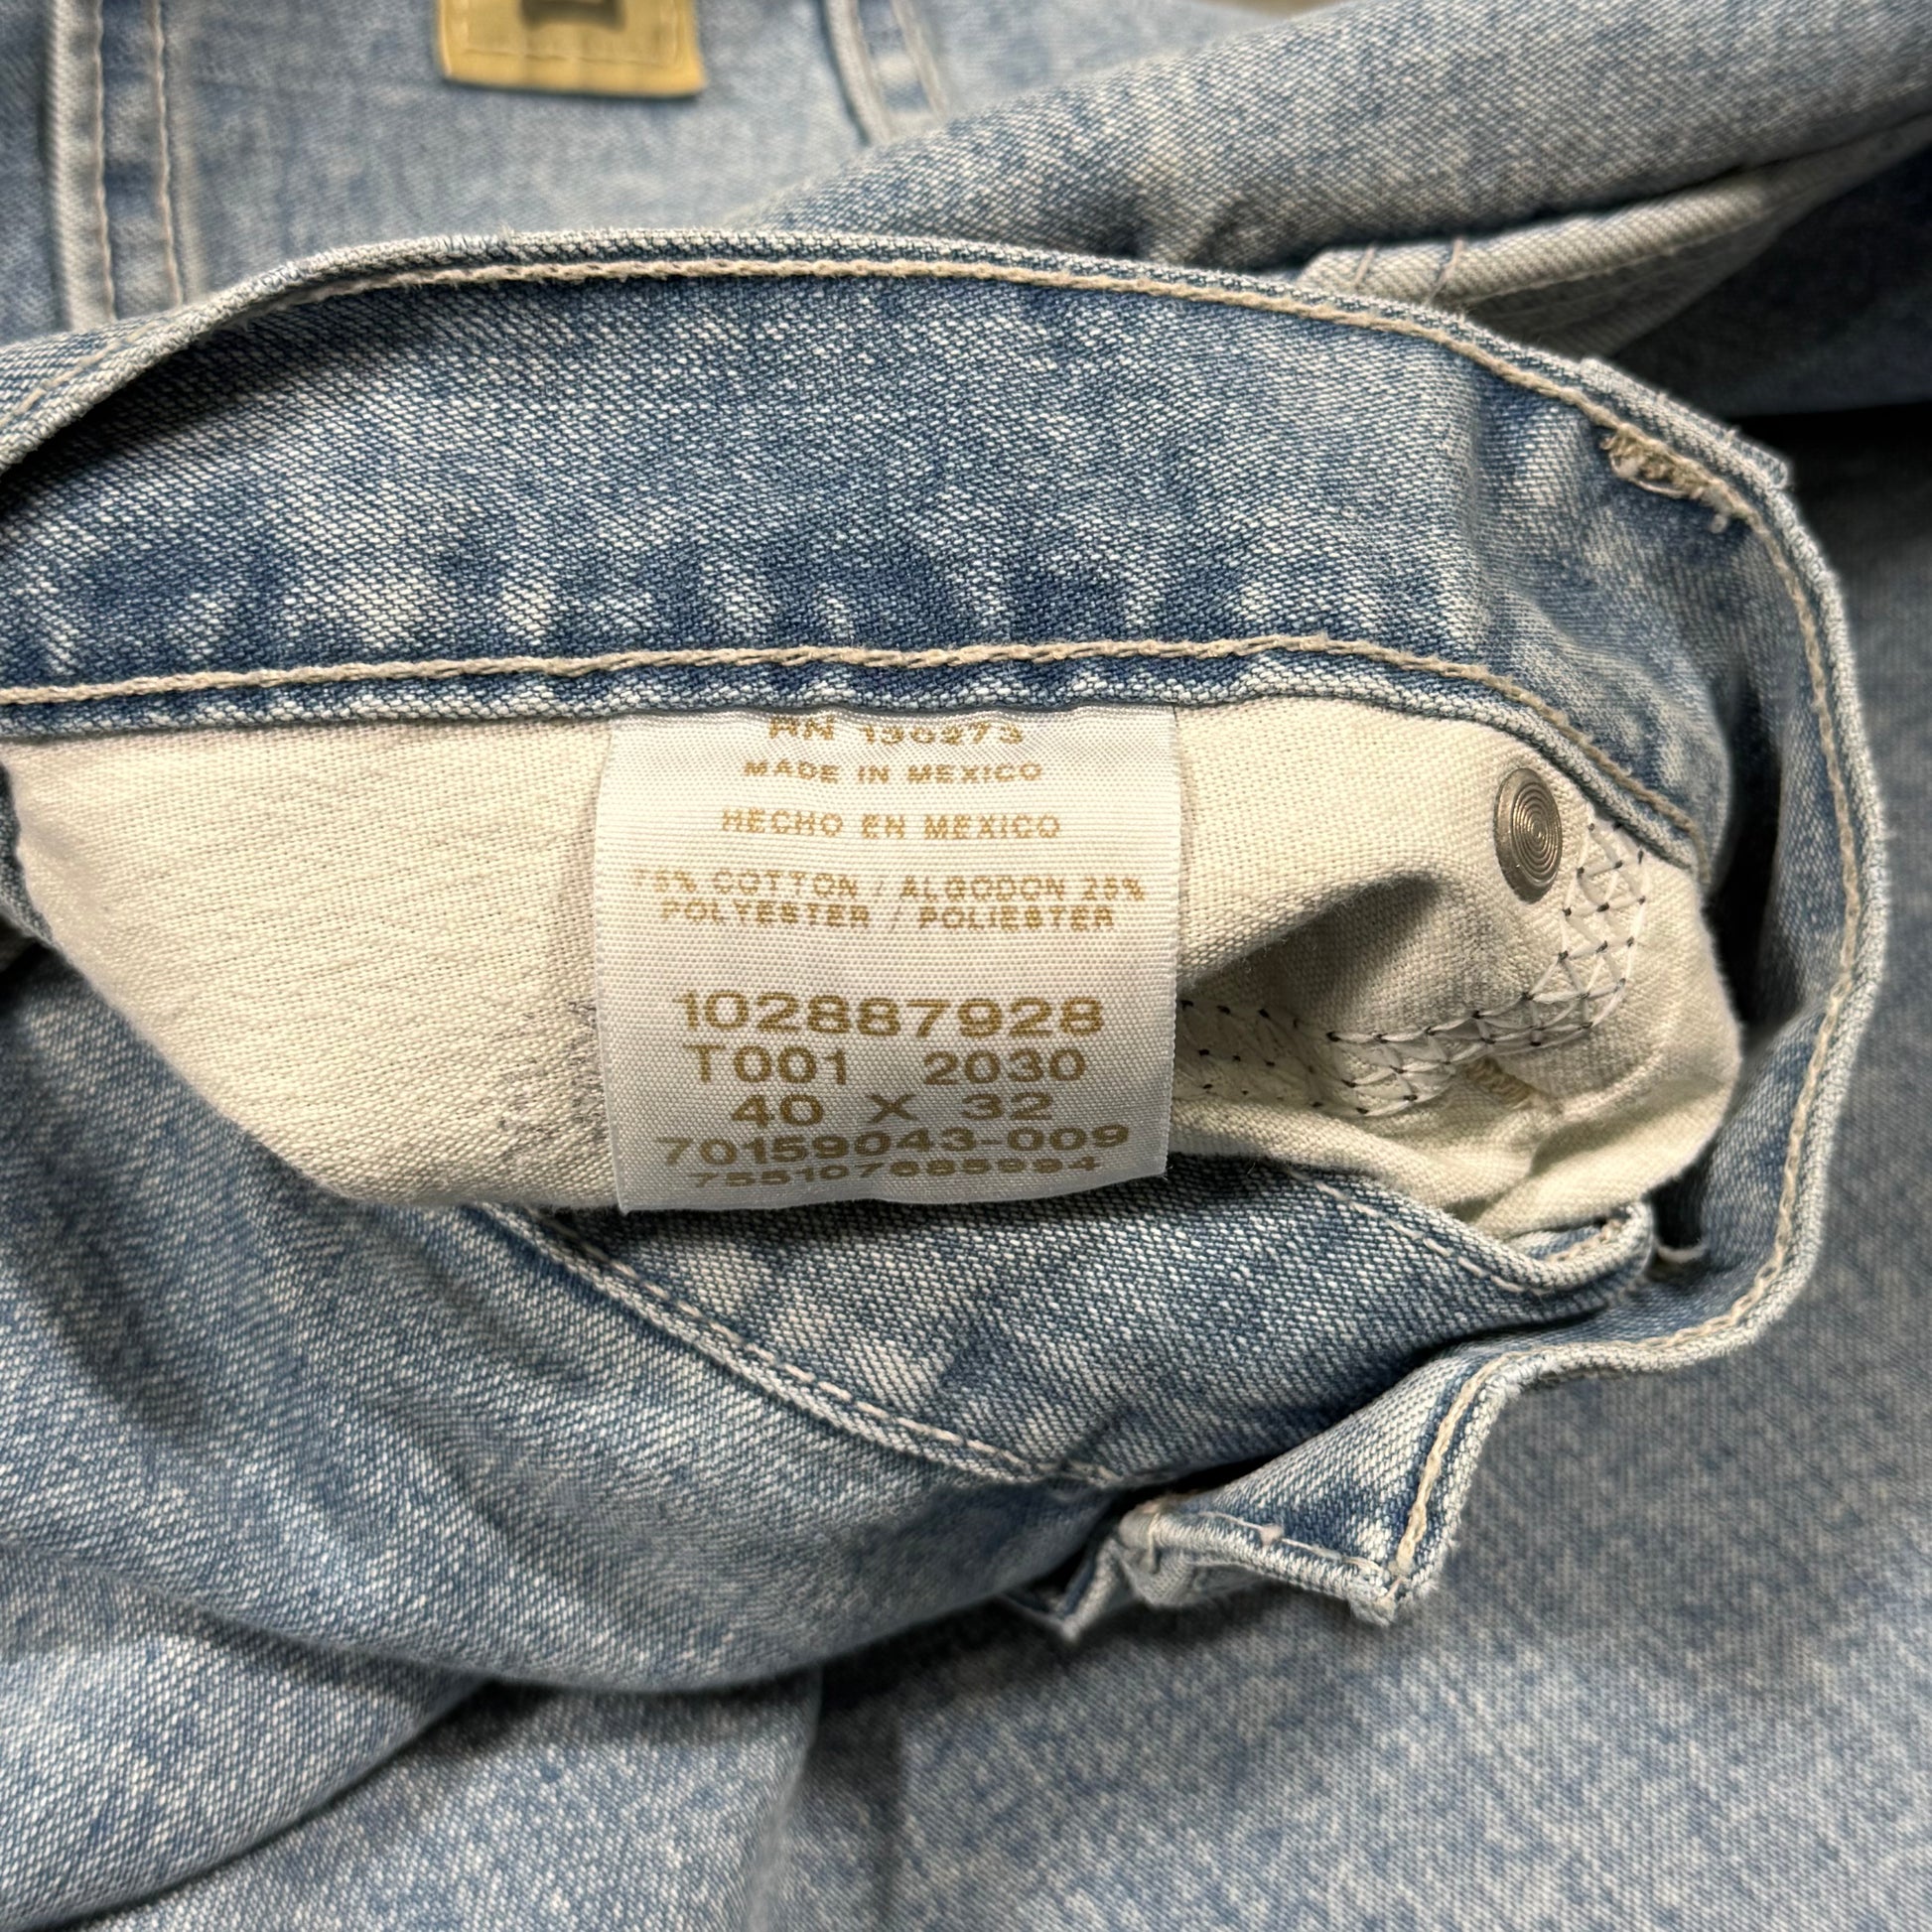 RN 130273
MADE IN MEXICO
HECHO EN MEXICO
75% COTTON / ALGODON 25%
POLYESTER / POLIESTER
102887928
T001 2030
40 X 32
70159043-009